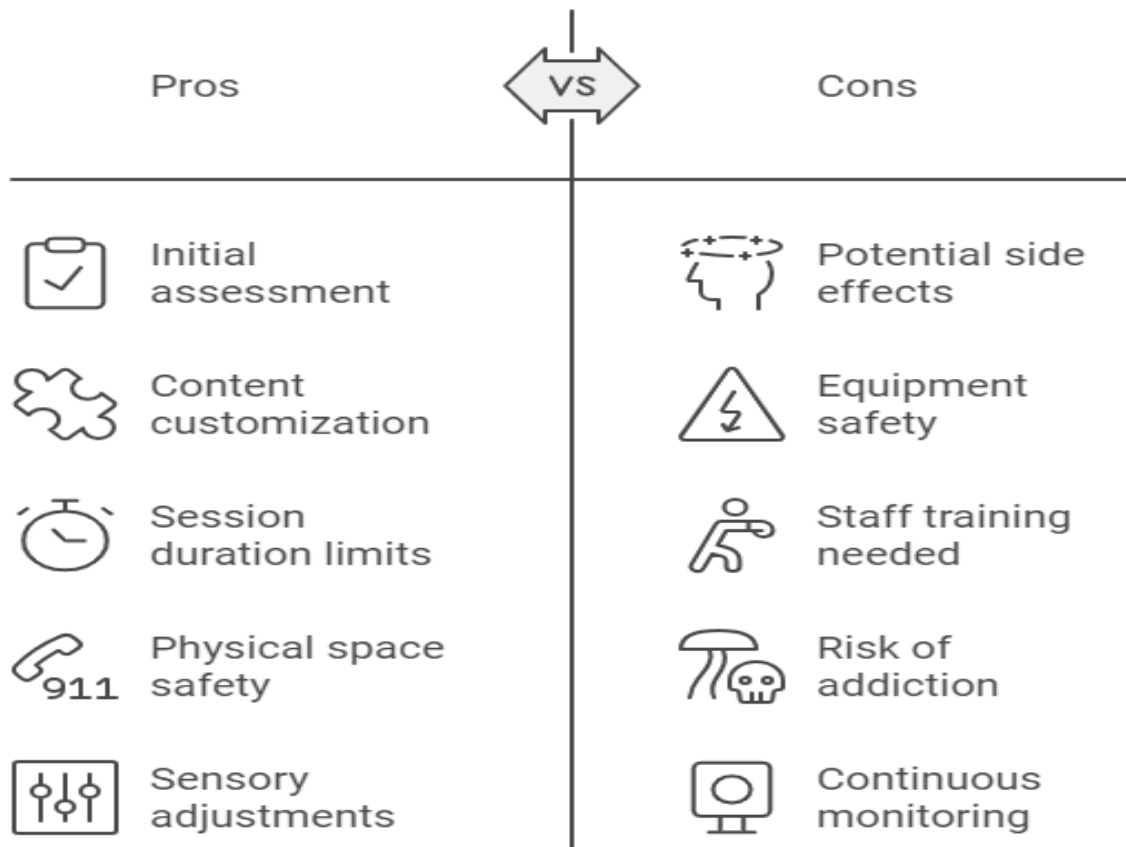 Pros
VS
Cons
Initial
assessment
Potential side
effects
Content
customization
Equipment
safety
Session
duration limits
Staff training
needed
911
Physical space
safety
Risk of
addiction
Sensory
adjustments
Continuous
monitoring